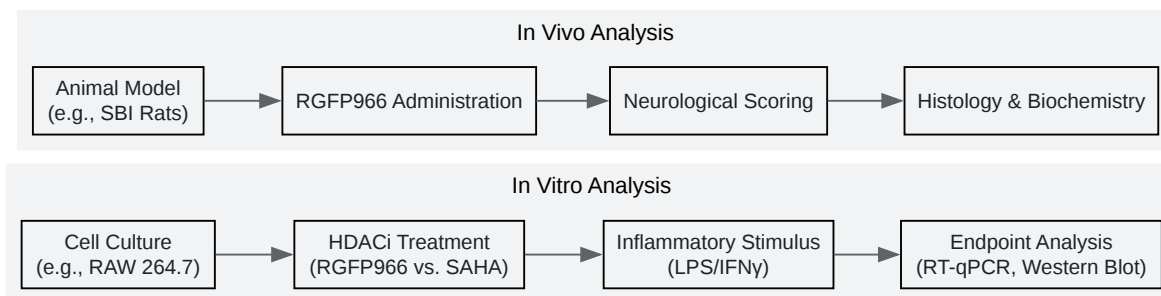 In Vivo Analysis
Animal Model
(e.g., SBI Rats)
RGFP966 Administration
Neurological Scoring
Histology & Biochemistry
In Vitro Analysis
Cell Culture
(e.g., RAW 264.7)
HDACi Treatment
(RGFP966 vs. SAHA)
Inflammatory Stimulus
(LPS/IFNγ)
Endpoint Analysis
(RT-qPCR, Western Blot)